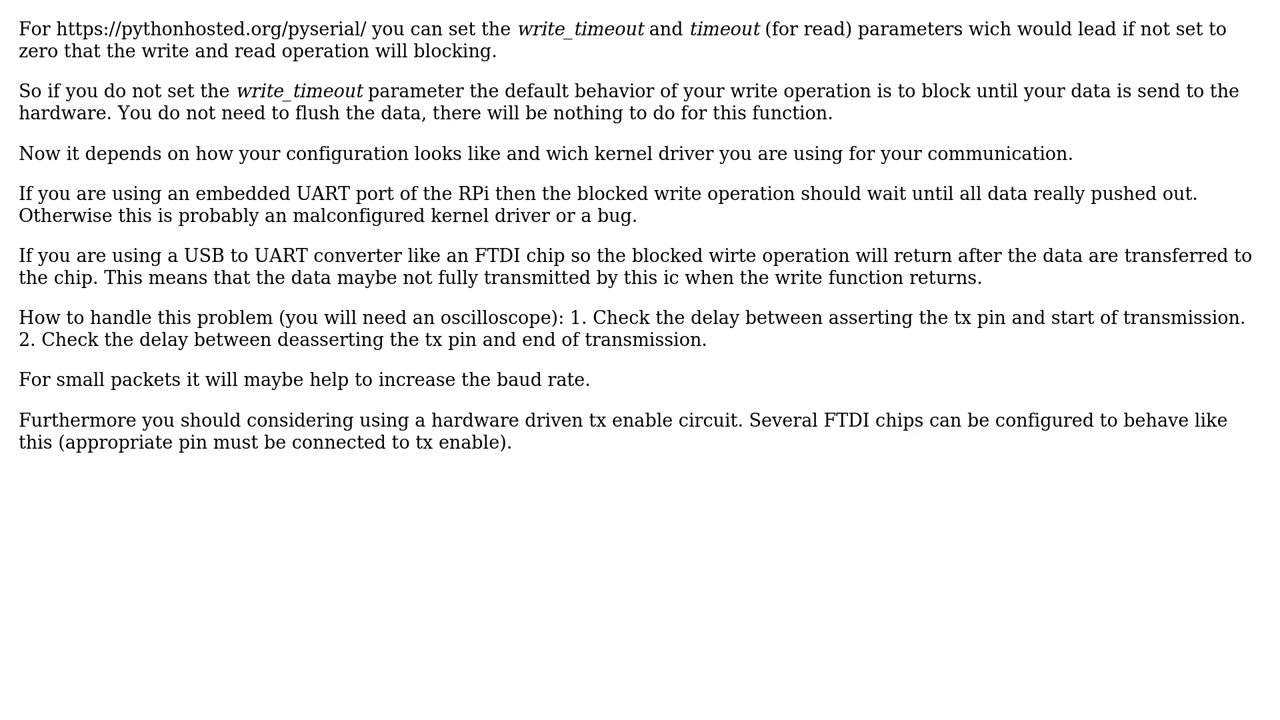 For https://pythonhosted.org/pyserial/ you can set the write_timeout and timeout (for read) parameters wich would lead if not set to
zero that the write and read operation will blocking.
So if you do not set the write_timeout parameter the default behavior of your write operation is to block until your data is send to the
hardware. You do not need to flush the data, there will be nothing to do for this function.
Now it depends on how your configuration looks like and wich kernel driver you are using for your communication.
If you are using an embedded UART port of the RPi then the blocked write operation should wait until all data really pushed out.
Otherwise this is probably an malconfigured kernel driver or a bug.
If you are using a USB to UART converter like an FTDI chip so the blocked wirte operation will return after the data are transferred to
the chip. This means that the data maybe not fully transmitted by this ic when the write function returns.
How to handle this problem (you will need an oscilloscope): 1. Check the delay between asserting the tx pin and start of transmission.
2. Check the delay between deasserting the tx pin and end of transmission.
For small packets it will maybe help to increase the baud rate.
Furthermore you should considering using a hardware driven tx enable circuit. Several FTDI chips can be configured to behave like
this (appropriate pin must be connected to tx enable).